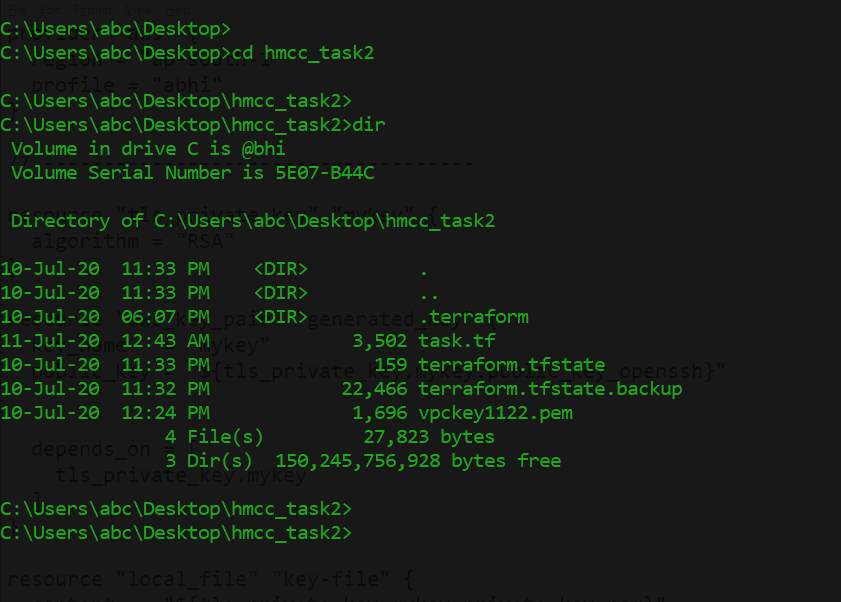 C:\Users\abc\Desktop>
C:\Users\abc\Desktop>cd hmcc_task2
profile = "abhi"
C:\Users\abc\Desktop\hmcc_task2>
C:\Users\abc\Desktop\hmcc_task2>dir
 Volume in drive C is @bhi
 Volume Serial Number is 5E07-B44C
 Directory of C:\Users\abc\Desktop\hmcc_task2
algorithm = "RSA"
10-Jul-20  11:33 PM    <DIR>          .
10-Jul-20  11:33 PM    <DIR>          ..
10-Jul-20  06:07 PM    <DIR>          .terraform
11-Jul-20  12:43 AM             3,502 task.tf
10-Jul-20  11:33 PM               159 terraform.tfstate
10-Jul-20  11:32 PM            22,466 terraform.tfstate.backup
10-Jul-20  12:24 PM             1,696 vpckey1122.pem
               4 File(s)         27,823 bytes
depends_on = [
               3 Dir(s)  150,245,756,928 bytes free
tls_private_key.mykey
C:\Users\abc\Desktop\hmcc_task2>
C:\Users\abc\Desktop\hmcc_task2>
resource "local_file" "key-file" {